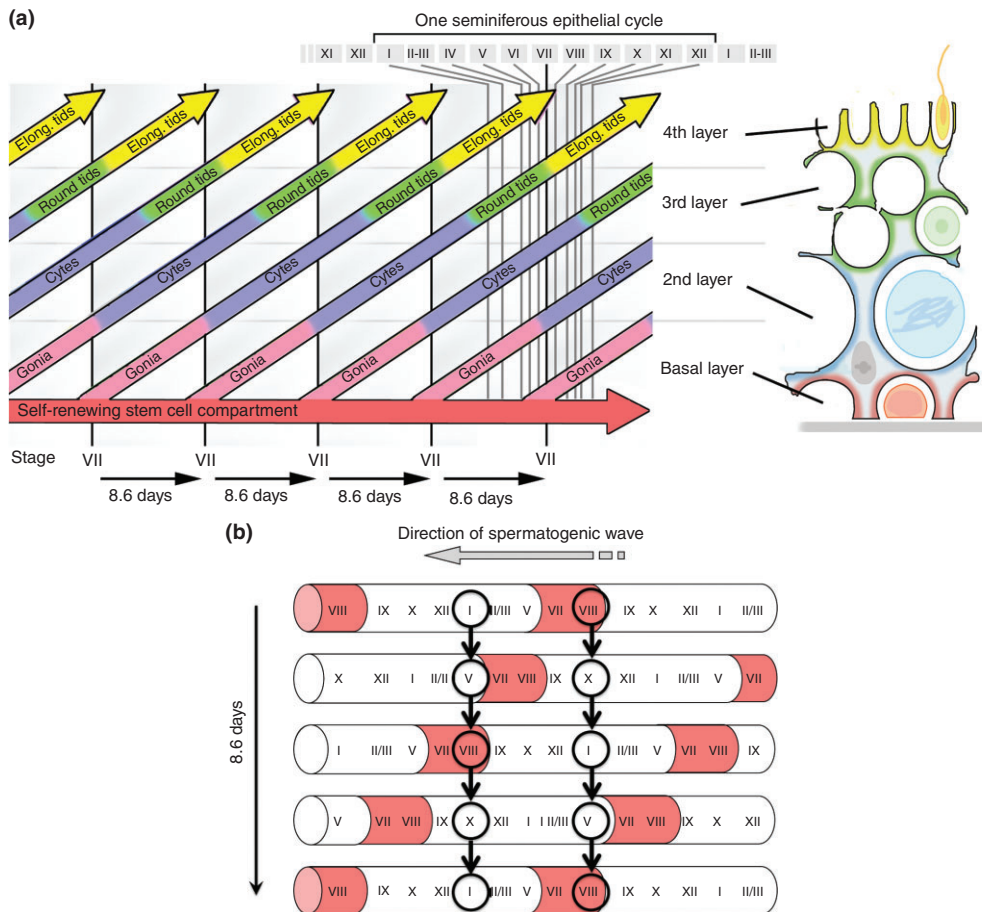 (a)
One seminiferous epithelial cycle
XI XII I II-III IV V VI VII VIII IX X XI XII I II-III
Elong. tids Elong. tids Elong. tids Elong. tids Elong. tids Elong. tids
Round tids Round tids Round tids Round tids Round tids
Cytes Cytes Cytes Cytes Cytes
Gonia Gonia Gonia Gonia Gonia Gonia
Self-renewing stem cell compartment
4th layer
3rd layer
2nd layer
Basal layer
Stage VII VII VII VII VII
8.6 days 8.6 days 8.6 days 8.6 days
(b)
Direction of spermatogenic wave
8.6 days
VIII IX X XII I II/III V VII VIII IX X XII I II/III
X XII I II/II V VII VIII IX X XII I II/III V VII
I II/III V VII VIII IX X XII I II/III V VII VIII IX
V VII VIII IX X XII I I II/III V VII VIII IX X XII
VIII IX X XII I II/III V VII VIII IX X XII I II/III